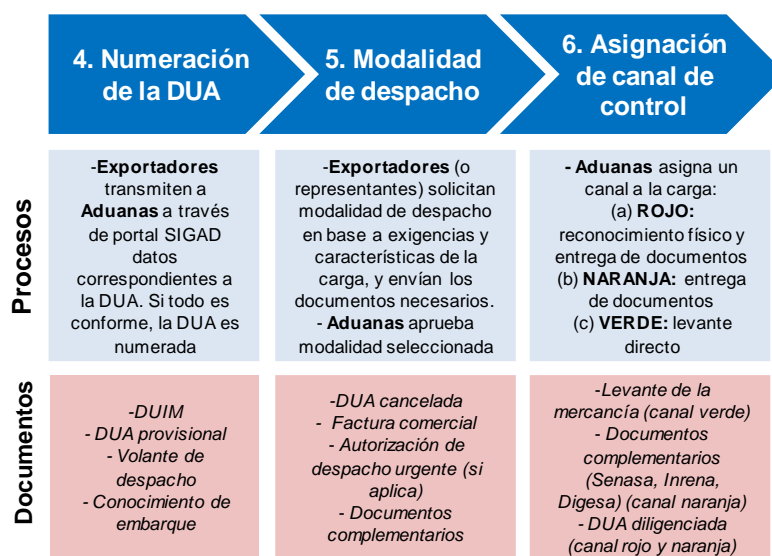 4. Numeración
de la DUA
5. Modalidad
de despacho
6. Asignación
de canal de
control
Procesos
-Exportadores
transmiten a
Aduanas a través
de portal SIGAD
datos
correspondientes a
la DUA. Si todo es
conforme, la DUA es
numerada
-Exportadores (o
representantes) solicitan
modalidad de despacho
en base a exigencias y
características de la
carga, y envían los
documentos necesarios.
- Aduanas aprueba
modalidad seleccionada
- Aduanas asigna un
canal a la carga:
(a) ROJO:
reconocimiento físico y
entrega de documentos
(b) NARANJA: entrega
de documentos
(c) VERDE: levante
directo
Documentos
-DUIM
- DUA provisional
- Volante de
despacho
- Conocimiento de
embarque
-DUA cancelada
- Factura comercial
- Autorización de
despacho urgente (si
aplica)
- Documentos
complementarios
-Levante de la
mercancía (canal verde)
- Documentos
complementarios
(Senasa, Inrena,
Digesa) (canal naranja)
- DUA diligenciada
(canal rojo y naranja)